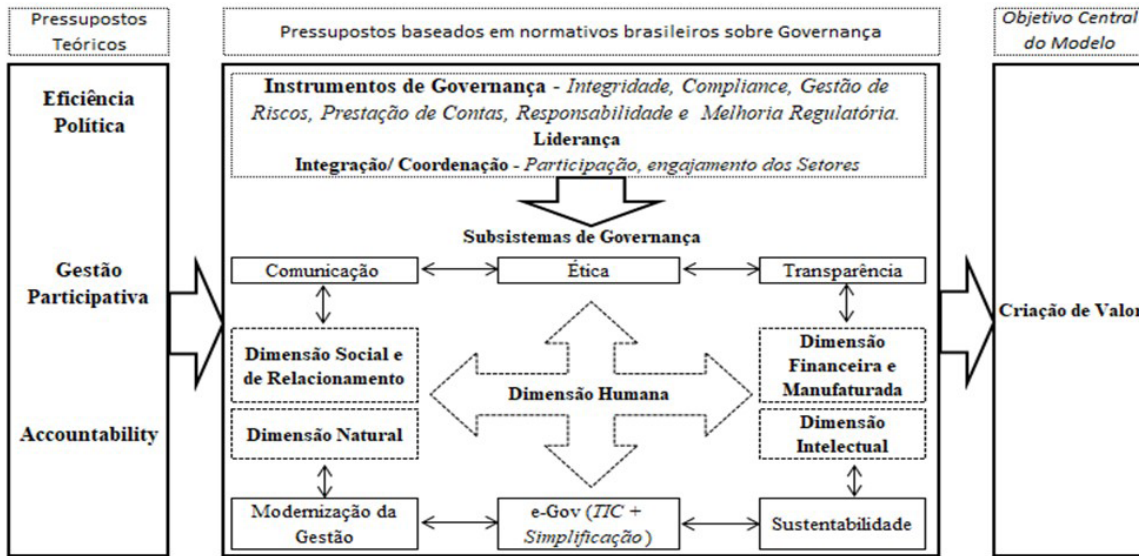 Pressupostos
Teóricos
Pressupostos baseados em normativos brasileiros sobre Governança
Objetivo Central
do Modelo
Eficiência
Política
Gestão
Participativa
Accountability
Instrumentos de Governança - Integridade, Compliance, Gestão de
Riscos, Prestação de Contas, Responsabilidade e Melhoria Regulatória.
Liderança
Integração/ Coordenação - Participação, engajamento dos Setores
Subsistemas de Governança
Comunicação
Ética
Transparência
Dimensão Social e
de Relacionamento
Dimensão Humana
Dimensão
Financeira e
Manufaturada
Dimensão Natural
Dimensão
Intelectual
Modernização da
Gestão
e-Gov (TIC +
Simplificação)
Sustentabilidade
Criação de Valor